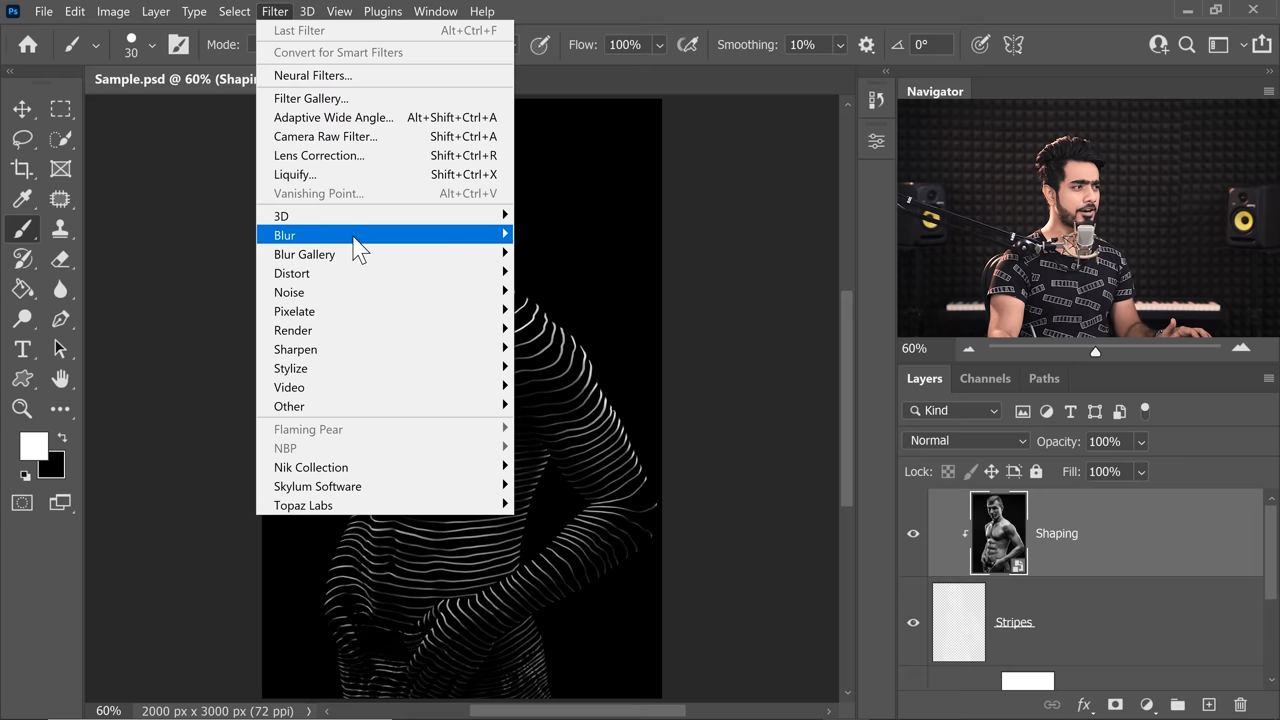 Ps File Edit Image Layer Type Select Filter 3D View Plugins Window Help
30 Mode: Flow: 100% Smoothing: 10% 0°
Sample.psd @ 60% (Shapi
Last Filter Alt+Ctrl+F
Convert for Smart Filters
Neural Filters...
Filter Gallery...
Adaptive Wide Angle... Alt+Shift+Ctrl+A
Camera Raw Filter... Shift+Ctrl+A
Lens Correction... Shift+Ctrl+R
Liquify... Shift+Ctrl+X
Vanishing Point... Alt+Ctrl+V
3D
Blur
Blur Gallery
Distort
Noise
Pixelate
Render
Sharpen
Stylize
Video
Other
Flaming Pear
NBP
Nik Collection
Skylum Software
Topaz Labs
Navigator
60%
Layers Channels Paths
Kind
Normal Opacity: 100%
Lock: Fill: 100%
Shaping
Stripes
fx
60% 2000 px x 3000 px (72 ppi)